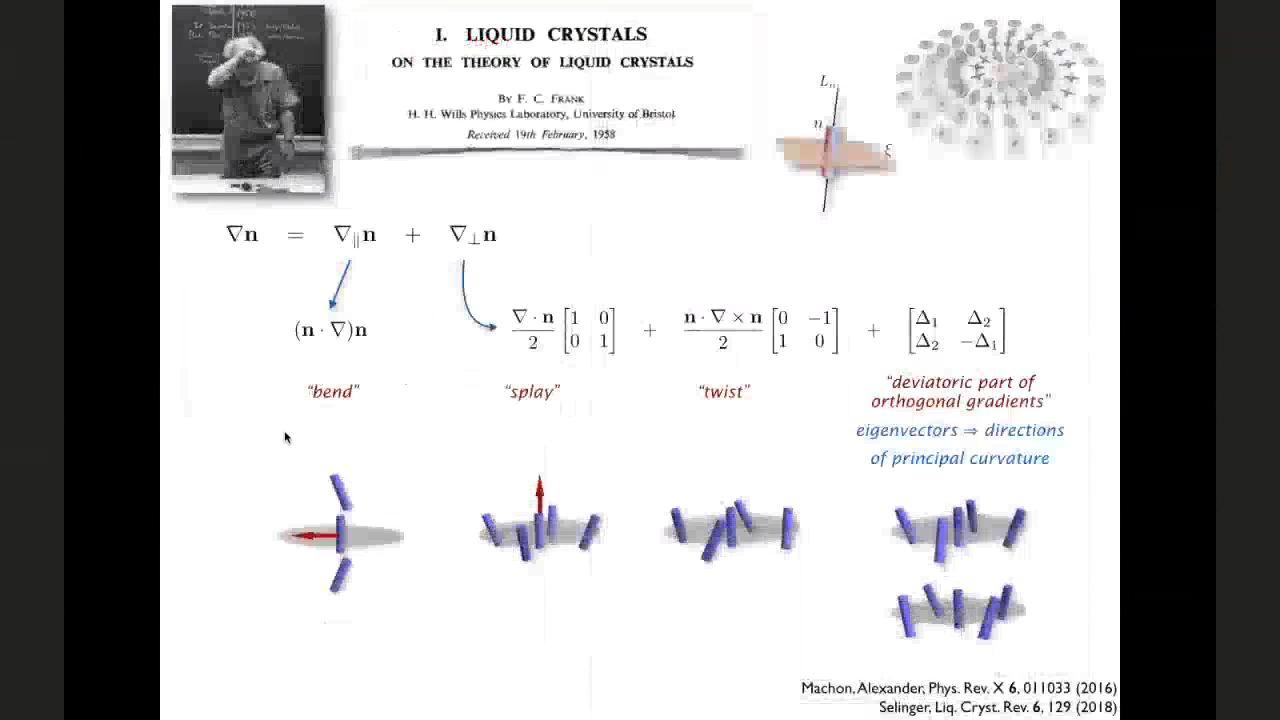 I. LIQUID CRYSTALS
ON THE THEORY OF LIQUID CRYSTALS
BY F. C. FRANK
H. H. Wills Physics Laboratory, University of Bristol
Received 19th February, 1958
n
ξ
∇n = ∇∥n + ∇⊥n
(n · ∇)n
∇ · n / 2 [1 0; 0 1] + n · ∇ × n / 2 [0 −1; 1 0] + [Δ1 Δ2; Δ2 −Δ1]
"bend"
"splay"
"twist"
"deviatoric part of
orthogonal gradients"
eigenvectors ⇒ directions
of principal curvature
Machon, Alexander, Phys. Rev. X 6, 011033 (2016)
Selinger, Liq. Cryst. Rev. 6, 129 (2018)